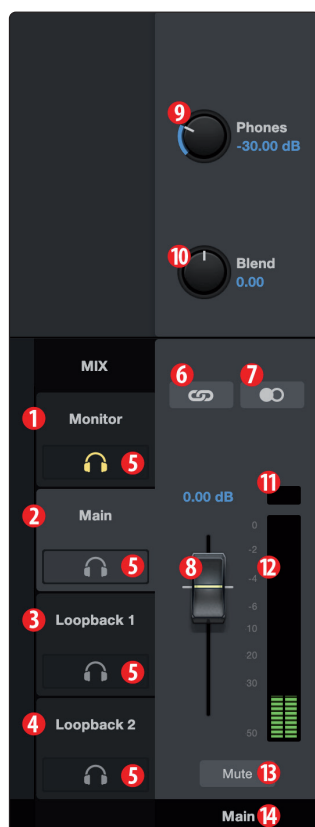 9
Phones
-30.00 dB
10
Blend
0.00
MIX
6
7
1
Monitor
5
2
Main
5
3
Loopback 1
5
4
Loopback 2
5
0.00 dB
11
0
-2
8
12
-4
-6
10
20
30
50
Mute 13
Main 14